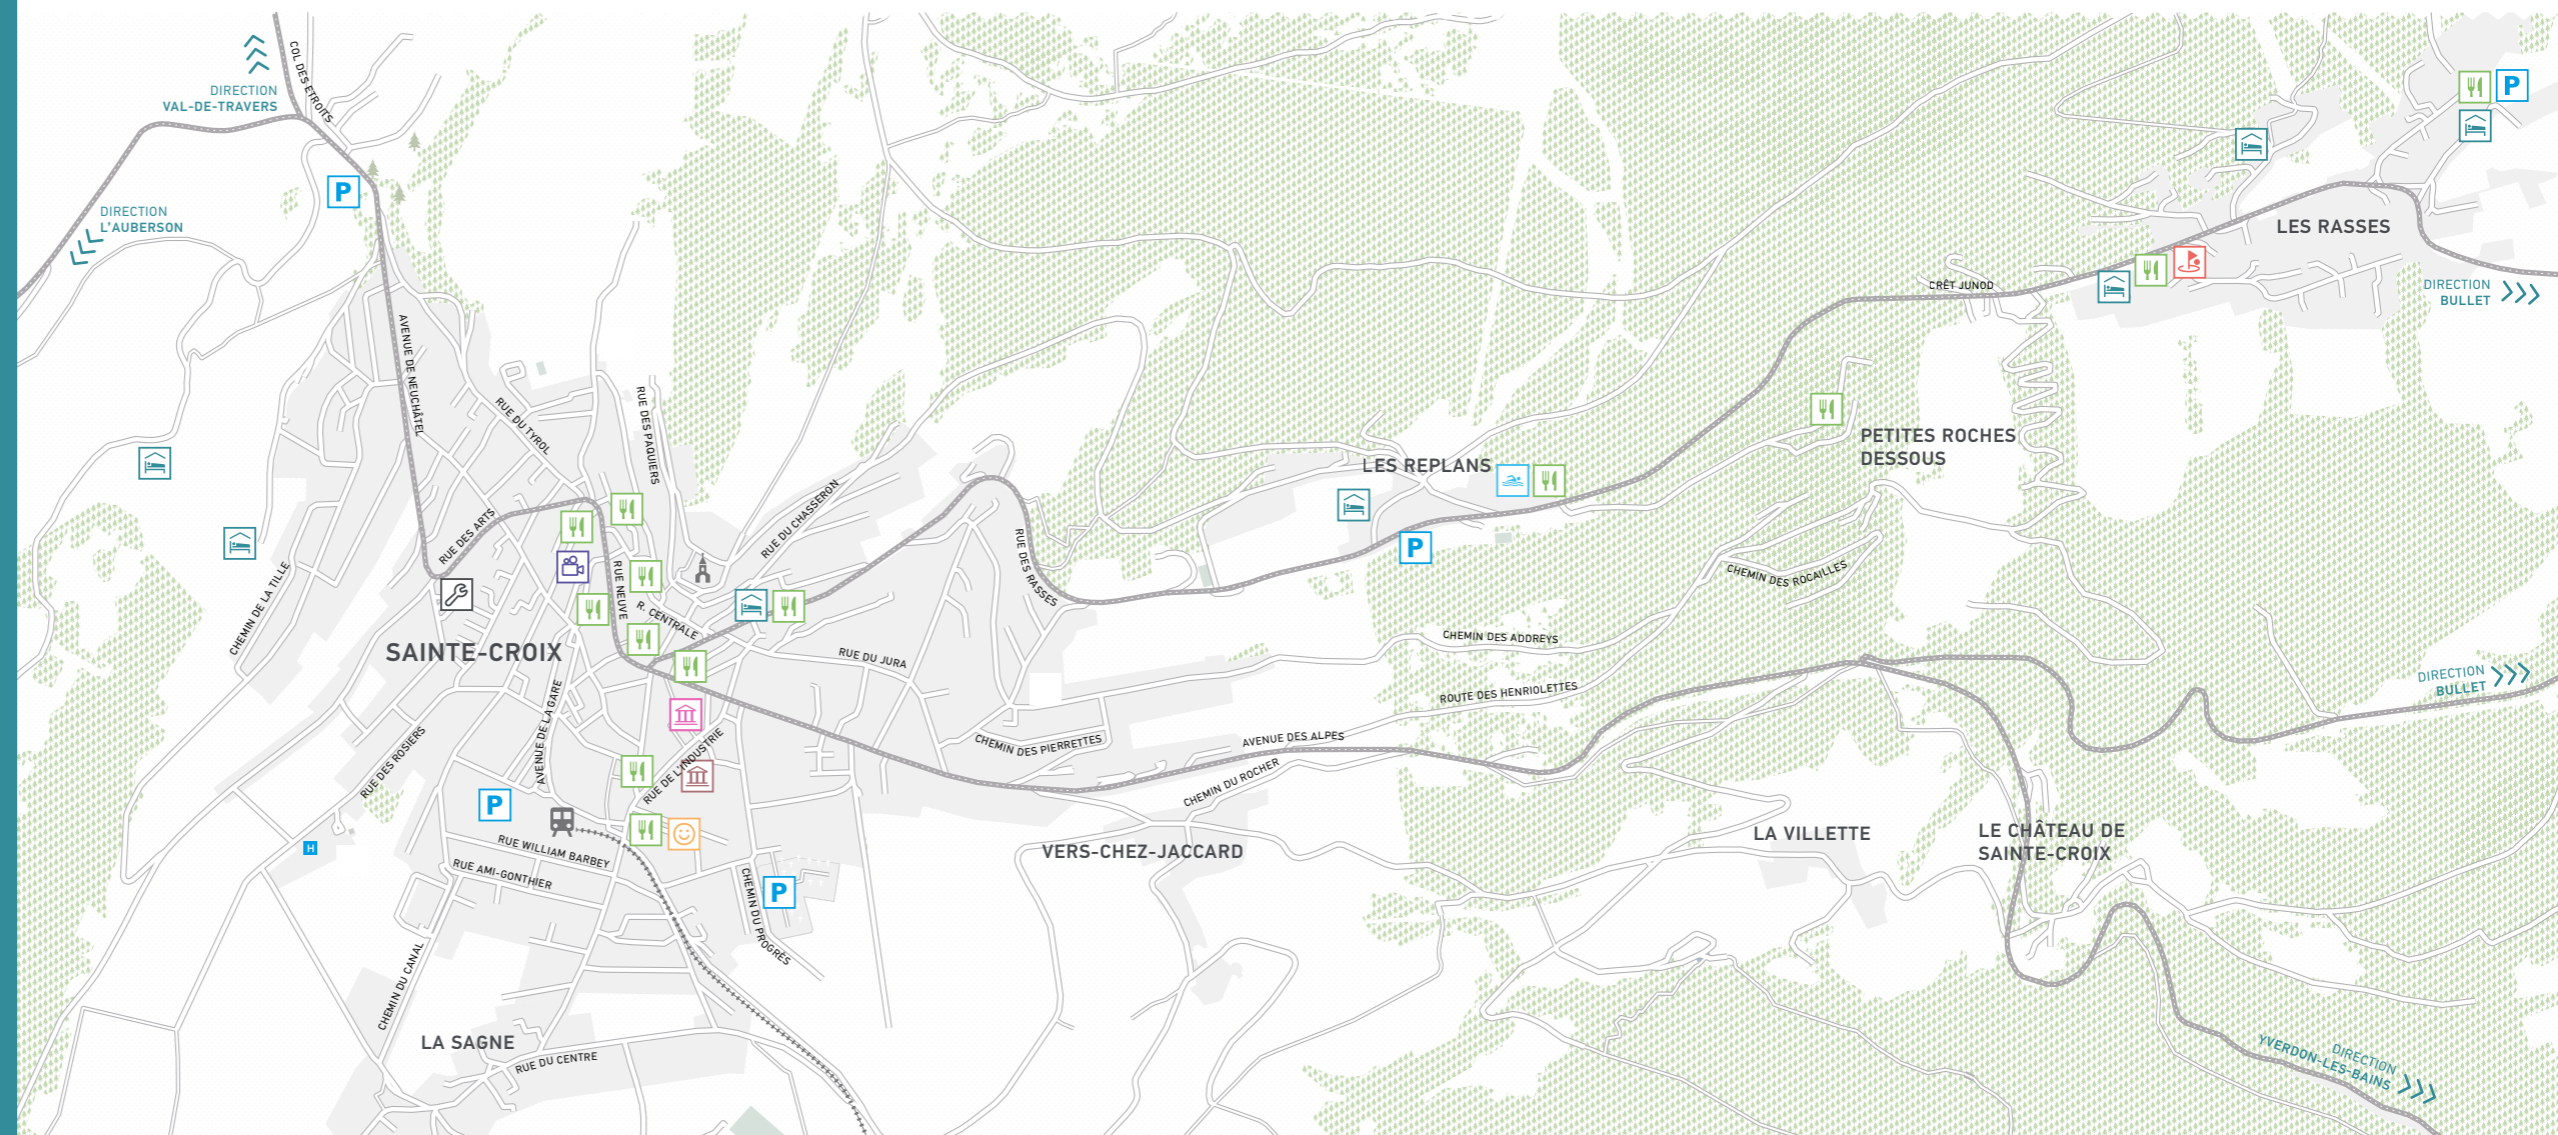 COL DES ETROITS
DIRECTION
VAL-DE-TRAVERS
P
DIRECTION
L'AUBERSON
AVENUE DE NEUCHÂTEL
RUE DU TYROL
RUE DES PAQUIERS
RUE DES ARTS
RUE DU CHASSERON
RUE NEUVE
R. CENTRALE
CHEMIN DE LA TILLE
SAINTE-CROIX
RUE DU JURA
RUE DES RASSES
AVENUE DE LA GARE
RUE DES ROSIERS
RUE DE L'INDUSTRIE
P
H
RUE WILLIAM BARBEY
RUE AMI-GONTHIER
CHEMIN DU PROGRÈS
P
CHEMIN DU CANAL
LA SAGNE
RUE DU CENTRE
CHEMIN DES PIERRETTES
VERS-CHEZ-JACCARD
CHEMIN DU ROCHER
AVENUE DES ALPES
ROUTE DES HENRIOLETTES
CHEMIN DES ADDREYS
LES REPLANS
P
CHEMIN DES ROCAILLES
PETITES ROCHES
DESSOUS
CRÊT JUNOD
LES RASSES
P
DIRECTION
BULLET
DIRECTION
BULLET
LA VILLETTE
LE CHÂTEAU DE
SAINTE-CROIX
DIRECTION
YVERDON-LES-BAINS